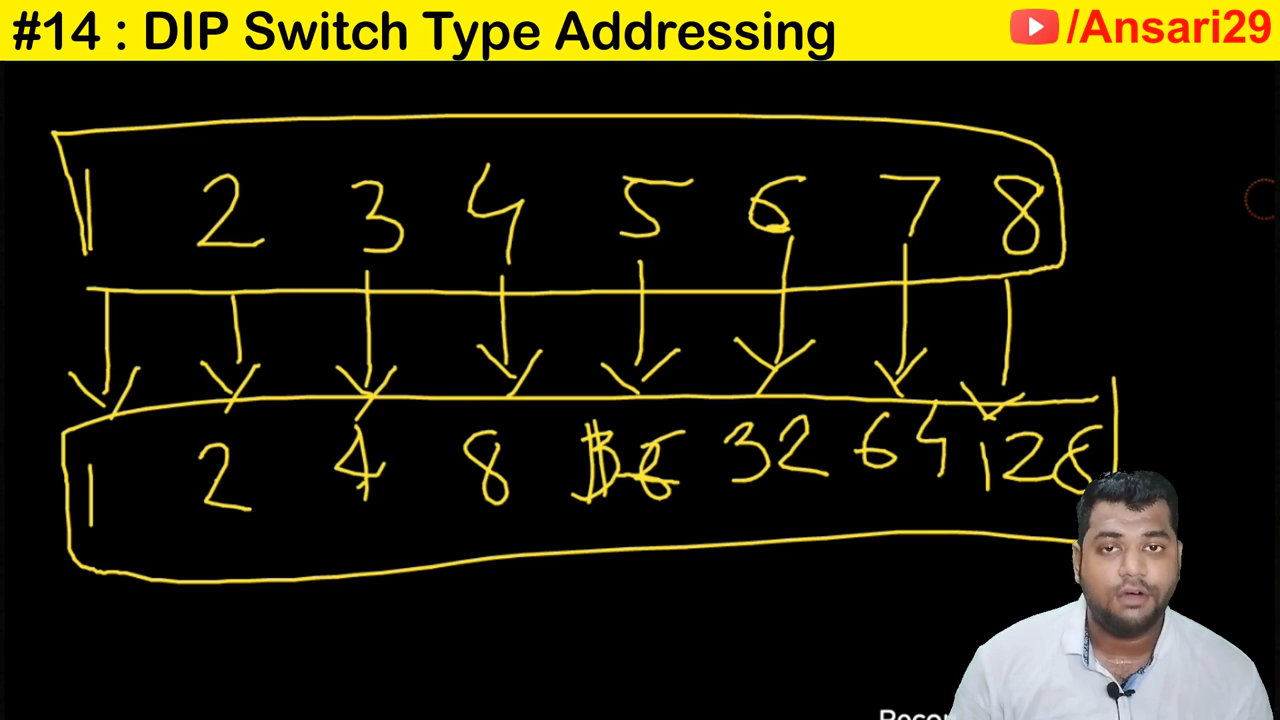 #14 : DIP Switch Type Addressing
/Ansari29
1 2 3 4 5 6 7 8
1 2 4 8 16 32 64 128